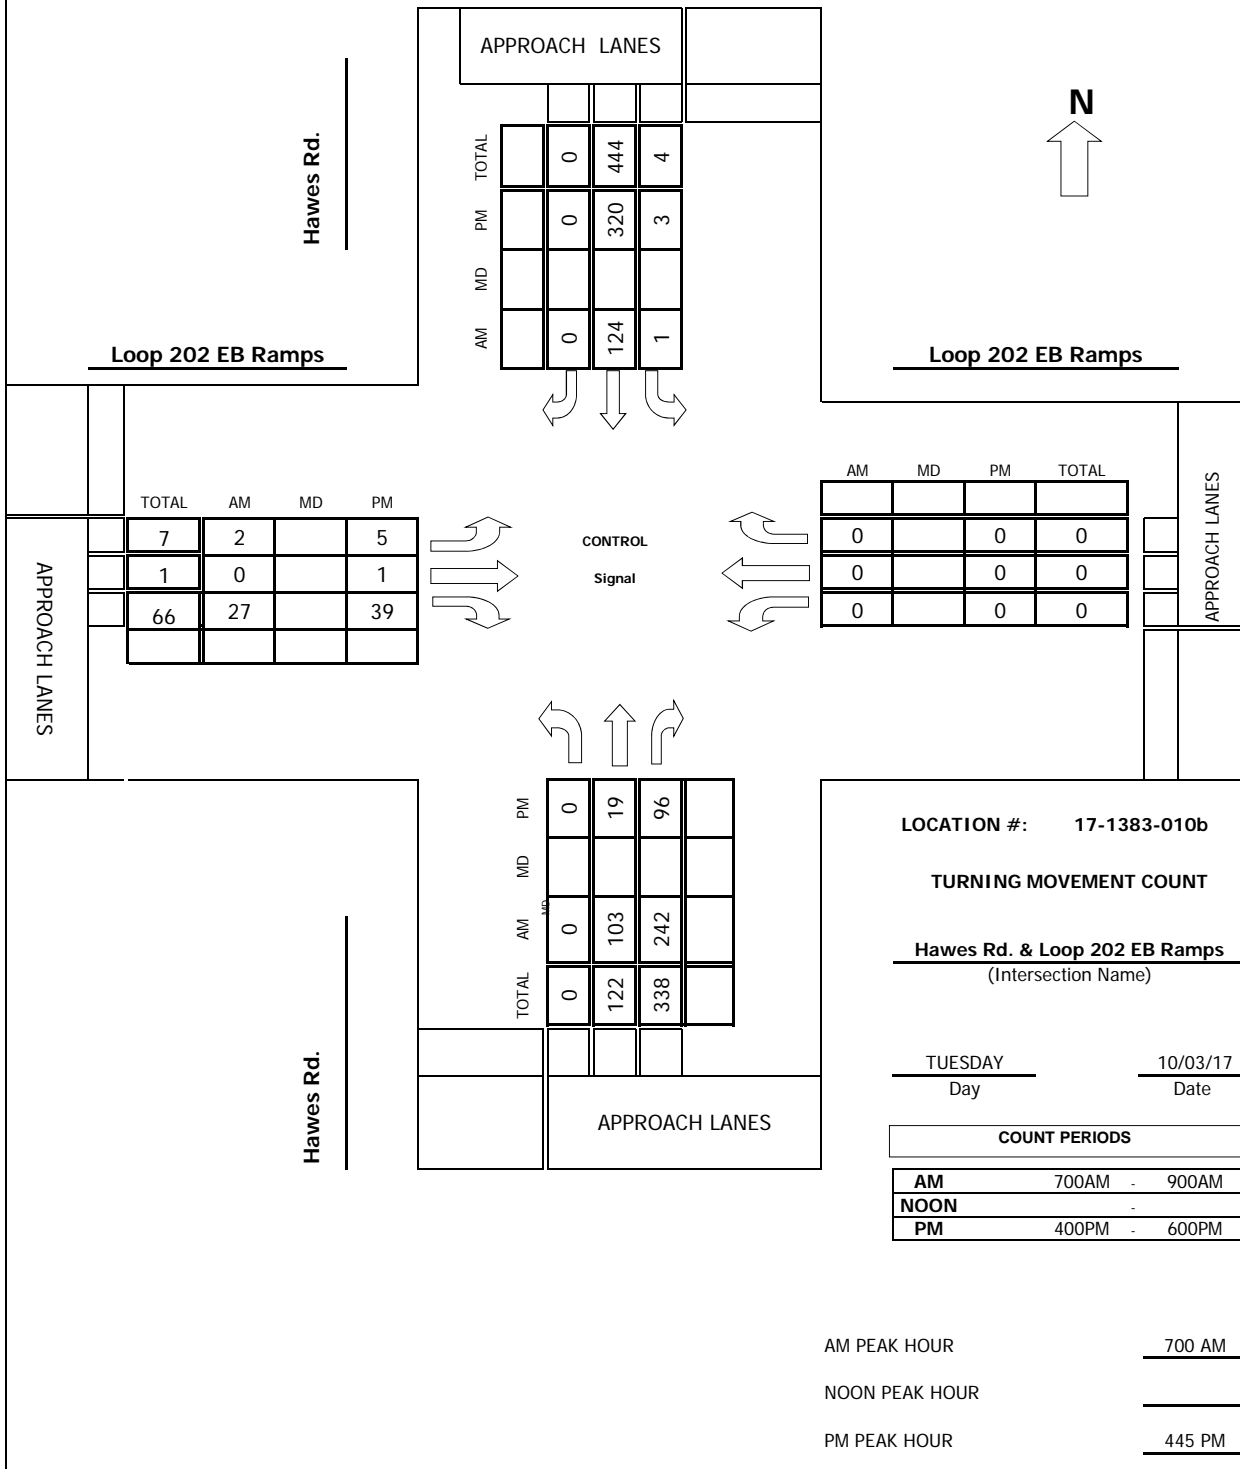 APPROACH LANES
N
Hawes Rd.
TOTAL 0 444 4
PM 0 320 3
MD
AM 0 124 1
Loop 202 EB Ramps
Loop 202 EB Ramps
TOTAL AM MD PM
7 2 5
1 0 1
66 27 39
APPROACH LANES
CONTROL
Signal
AM MD PM TOTAL
0 0 0
0 0 0
0 0 0
APPROACH LANES
PM 0 19 96
MD
MD
AM 0 103 242
TOTAL 0 122 338
Hawes Rd.
APPROACH LANES
LOCATION #: 17-1383-010b
TURNING MOVEMENT COUNT
Hawes Rd. & Loop 202 EB Ramps
(Intersection Name)
TUESDAY 10/03/17
Day Date
COUNT PERIODS
AM 700AM - 900AM
NOON -
PM 400PM - 600PM
AM PEAK HOUR 700 AM
NOON PEAK HOUR
PM PEAK HOUR 445 PM